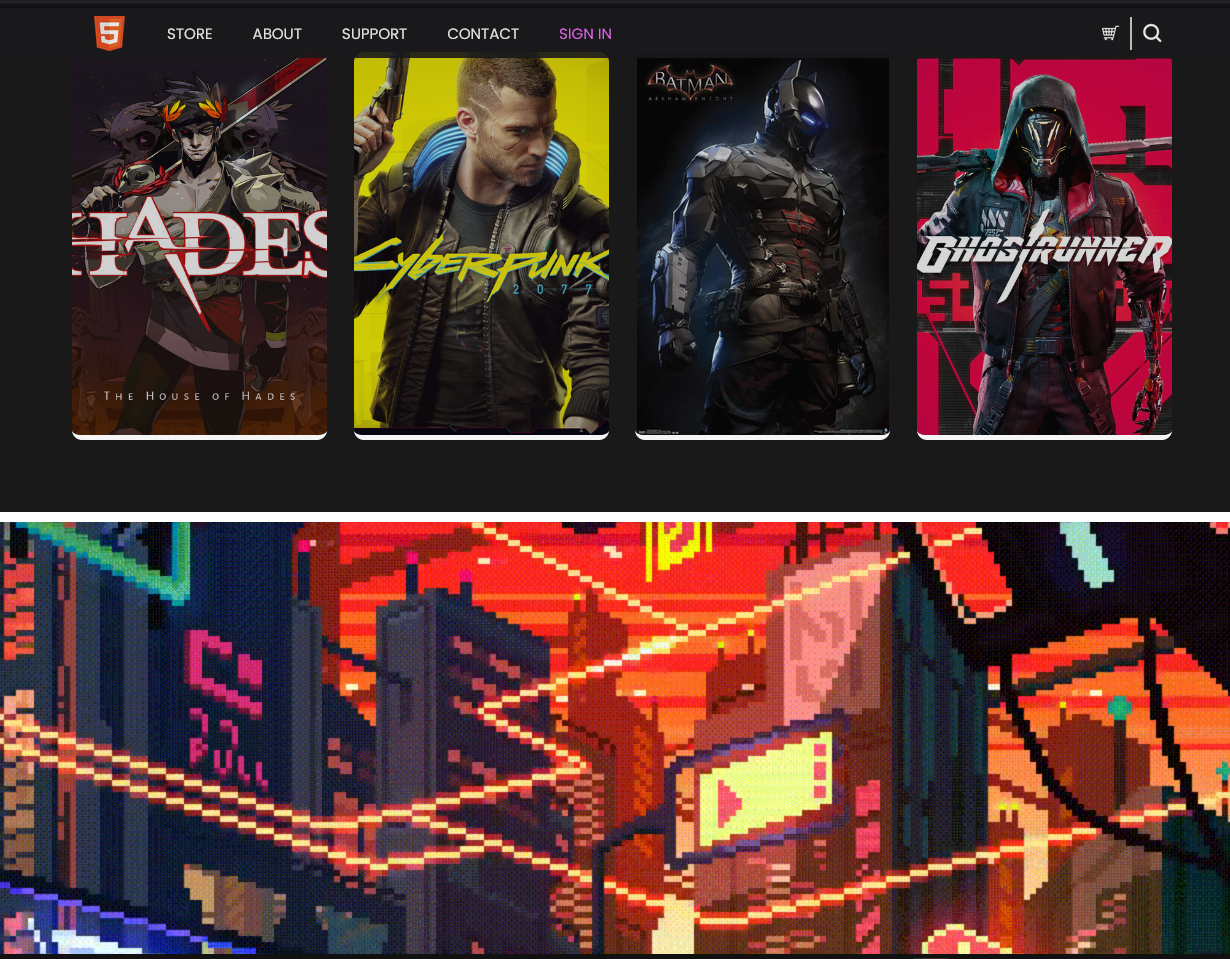 5
STORE
ABOUT
SUPPORT
CONTACT
SIGN IN
BATMAN
ARKHAM KNIGHT
HADES
CYBERPUNK
2077
GHOSTRUNNER
THE HOUSE OF HADES